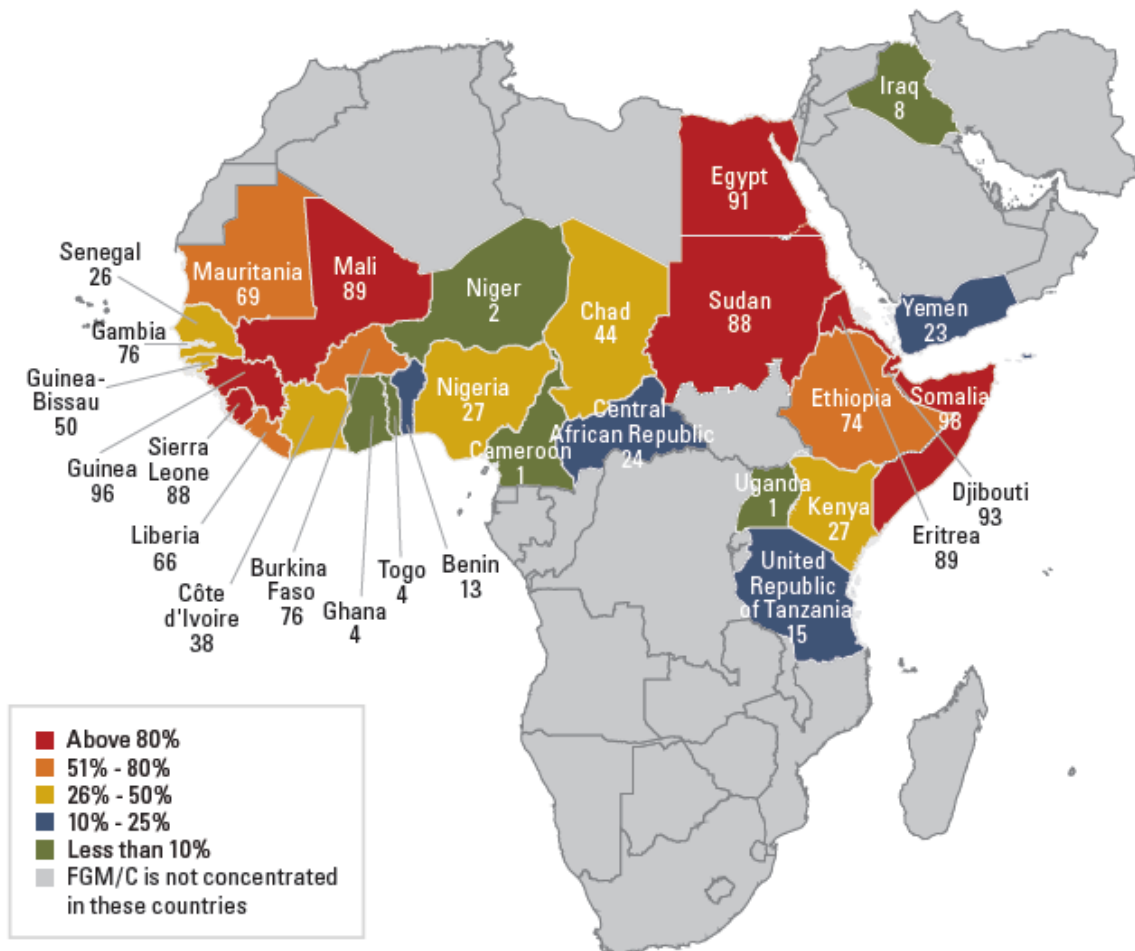 Iraq
8
Egypt
91
Senegal
26
Mauritania
69
Mali
89
Niger
2
Chad
44
Sudan
88
Yemen
23
Gambia
76
Guinea-
Bissau
50
Nigeria
27
Ethiopia
74
Somalia
98
Central
African Republic
24
Cameroon
1
Sierra
Leone
88
Guinea
96
Uganda
1
Kenya
27
Djibouti
93
Eritrea
89
Liberia
66
Burkina
Faso
76
Togo
4
Benin
13
Côte
d'Ivoire
38
Ghana
4
United
Republic
of Tanzania
15
Above 80%
51% - 80%
26% - 50%
10% - 25%
Less than 10%
FGM/C is not concentrated
in these countries